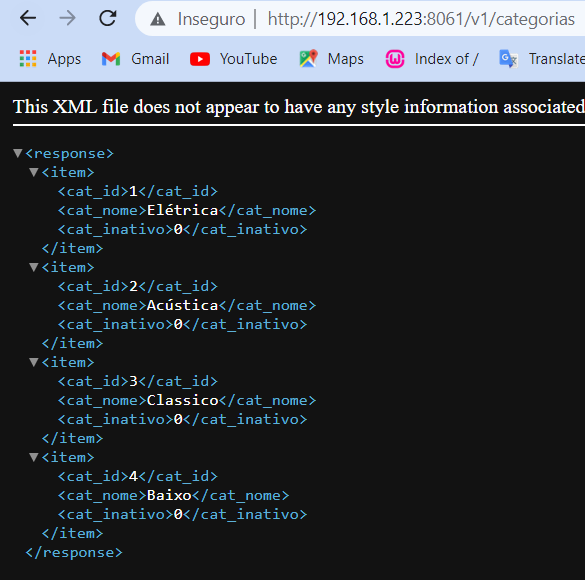 Inseguro | http://192.168.1.223:8061/v1/categorias
Apps Gmail YouTube Maps Index of / Translate
This XML file does not appear to have any style information associated
▼<response>
▼<item>
<cat_id>1</cat_id>
<cat_nome>Elétrica</cat_nome>
<cat_inativo>0</cat_inativo>
</item>
▼<item>
<cat_id>2</cat_id>
<cat_nome>Acústica</cat_nome>
<cat_inativo>0</cat_inativo>
</item>
▼<item>
<cat_id>3</cat_id>
<cat_nome>Classico</cat_nome>
<cat_inativo>0</cat_inativo>
</item>
▼<item>
<cat_id>4</cat_id>
<cat_nome>Baixo</cat_nome>
<cat_inativo>0</cat_inativo>
</item>
</response>